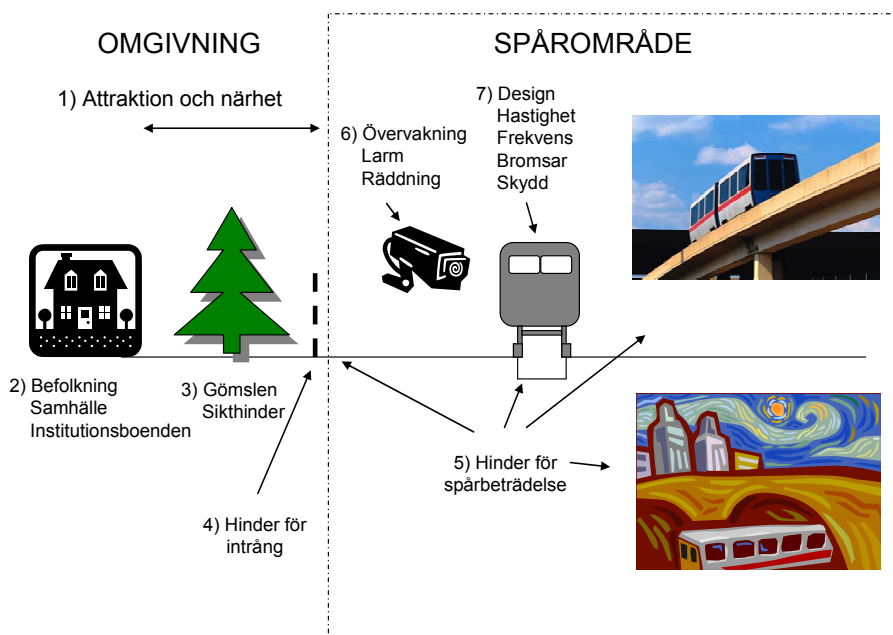 OMGIVNING
SPÅROMRÅDE
1) Attraktion och närhet
6) Övervakning
Larm
Räddning
7) Design
Hastighet
Frekvens
Bromsar
Skydd
2) Befolkning
Samhälle
Institutionsboenden
3) Gömslen
Sikthinder
4) Hinder för
intrång
5) Hinder för
spårbeträdelse